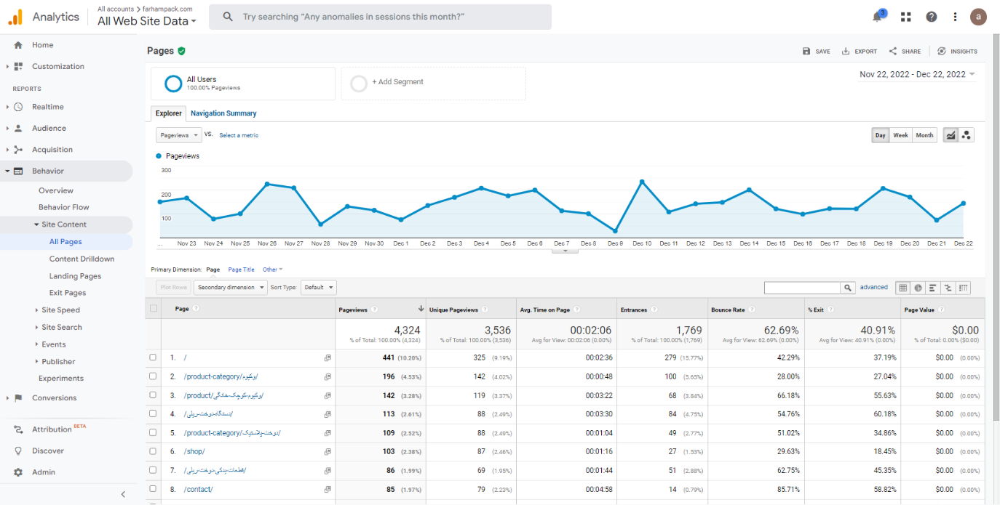 Analytics
All accounts > farhampack.com
All Web Site Data
Try searching “Any anomalies in sessions this month?”
3
a
Home
Customization
REPORTS
Realtime
Audience
Acquisition
Behavior
Overview
Behavior Flow
Site Content
All Pages
Content Drilldown
Landing Pages
Exit Pages
Site Speed
Site Search
Events
Publisher
Experiments
Conversions
Attribution BETA
Discover
Admin
Pages
SAVE EXPORT SHARE INSIGHTS
All Users
100.00% Pageviews
+ Add Segment
Nov 22, 2022 - Dec 22, 2022
Explorer Navigation Summary
Pageviews VS. Select a metric
Day Week Month
Pageviews
300
200
100
... Nov 23 Nov 24 Nov 25 Nov 26 Nov 27 Nov 28 Nov 29 Nov 30 Dec 1 Dec 2 Dec 3 Dec 4 Dec 5 Dec 6 Dec 7 Dec 8 Dec 9 Dec 10 Dec 11 Dec 12 Dec 13 Dec 14 Dec 15 Dec 16 Dec 17 Dec 18 Dec 19 Dec 20 Dec 21 Dec 22
Primary Dimension: Page Page Title Other
Plot Rows Secondary dimension Sort Type: Default advanced
Page ? Pageviews ? Unique Pageviews ? Avg. Time on Page ? Entrances ? Bounce Rate ? % Exit ? Page Value ?
4,324 3,536 00:02:06 1,769 62.69% 40.91% $0.00
% of Total: 100.00% (4,324) % of Total: 100.00% (3,536) Avg for View: 00:02:06 (0.00%) % of Total: 100.00% (1,769) Avg for View: 62.69% (0.00%) Avg for View: 40.91% (0.00%) % of Total: 0.00% ($0.00)
1. / 441 (10.20%) 325 (9.19%) 00:02:36 279 (15.77%) 42.29% 37.19% $0.00 (0.00%)
2. /product-category/وکیوم/ 196 (4.53%) 142 (4.02%) 00:00:48 100 (5.65%) 28.00% 27.04% $0.00 (0.00%)
3. /product/وکیوم-کوچک-خانگی/ 142 (3.28%) 119 (3.37%) 00:03:22 68 (3.84%) 66.18% 55.63% $0.00 (0.00%)
4. /دستگاه-دوخت-ریلی/ 113 (2.61%) 88 (2.49%) 00:03:30 84 (4.75%) 54.76% 60.18% $0.00 (0.00%)
5. /product-category/دوخت-پلاستیک/ 109 (2.52%) 88 (2.49%) 00:01:04 49 (2.77%) 51.02% 34.86% $0.00 (0.00%)
6. /shop/ 103 (2.38%) 87 (2.46%) 00:01:16 27 (1.53%) 29.63% 18.45% $0.00 (0.00%)
7. /قطعات-یدکی-دوخت-ریلی/ 86 (1.99%) 69 (1.95%) 00:01:44 51 (2.88%) 62.75% 45.35% $0.00 (0.00%)
8. /contact/ 85 (1.97%) 79 (2.23%) 00:04:58 14 (0.79%) 85.71% 58.82% $0.00 (0.00%)